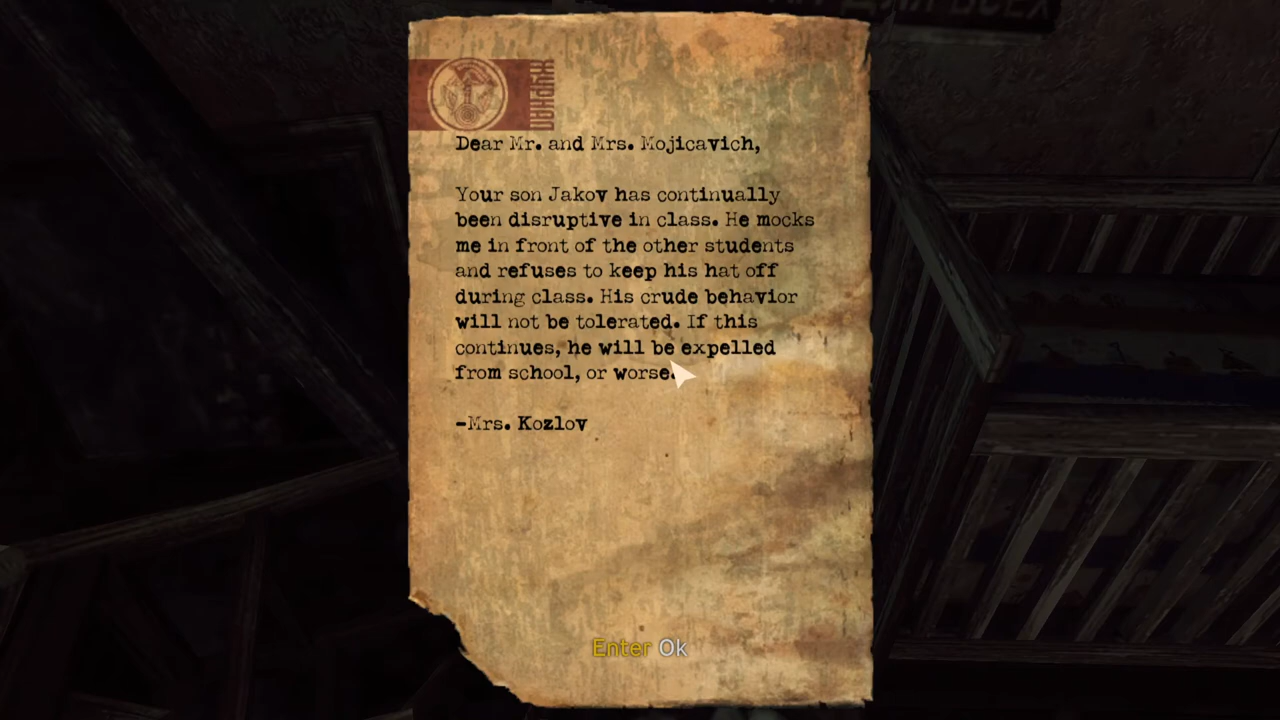 ДЛЯ ВСЕХ
Dear Mr. and Mrs. Mojicavich,
Your son Jakov has continually
been disruptive in class. He mocks
me in front of the other students
and refuses to keep his hat off
during class. His crude behavior
will not be tolerated. If this
continues, he will be expelled
from school, or worse.
-Mrs. Kozlov
Enter Ok